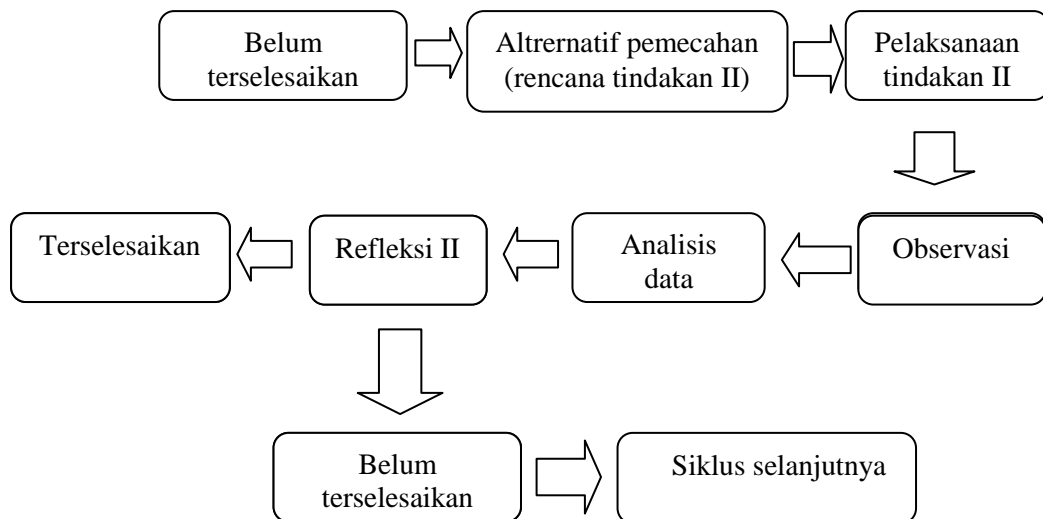 Belum
terselesaikan
Altrernatif pemecahan
(rencana tindakan II)
Pelaksanaan
tindakan II
Observasi
Analisis
data
Refleksi II
Terselesaikan
Belum
terselesaikan
Siklus selanjutnya